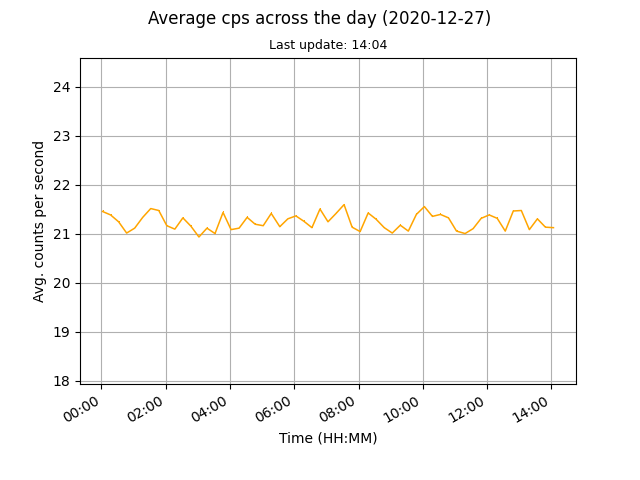 Average cps across the day (2020-12-27)
Last update: 14:04
Avg. counts per second
24
23
22
21
20
19
18
00:00 02:00 04:00 06:00 08:00 10:00 12:00 14:00
Time (HH:MM)